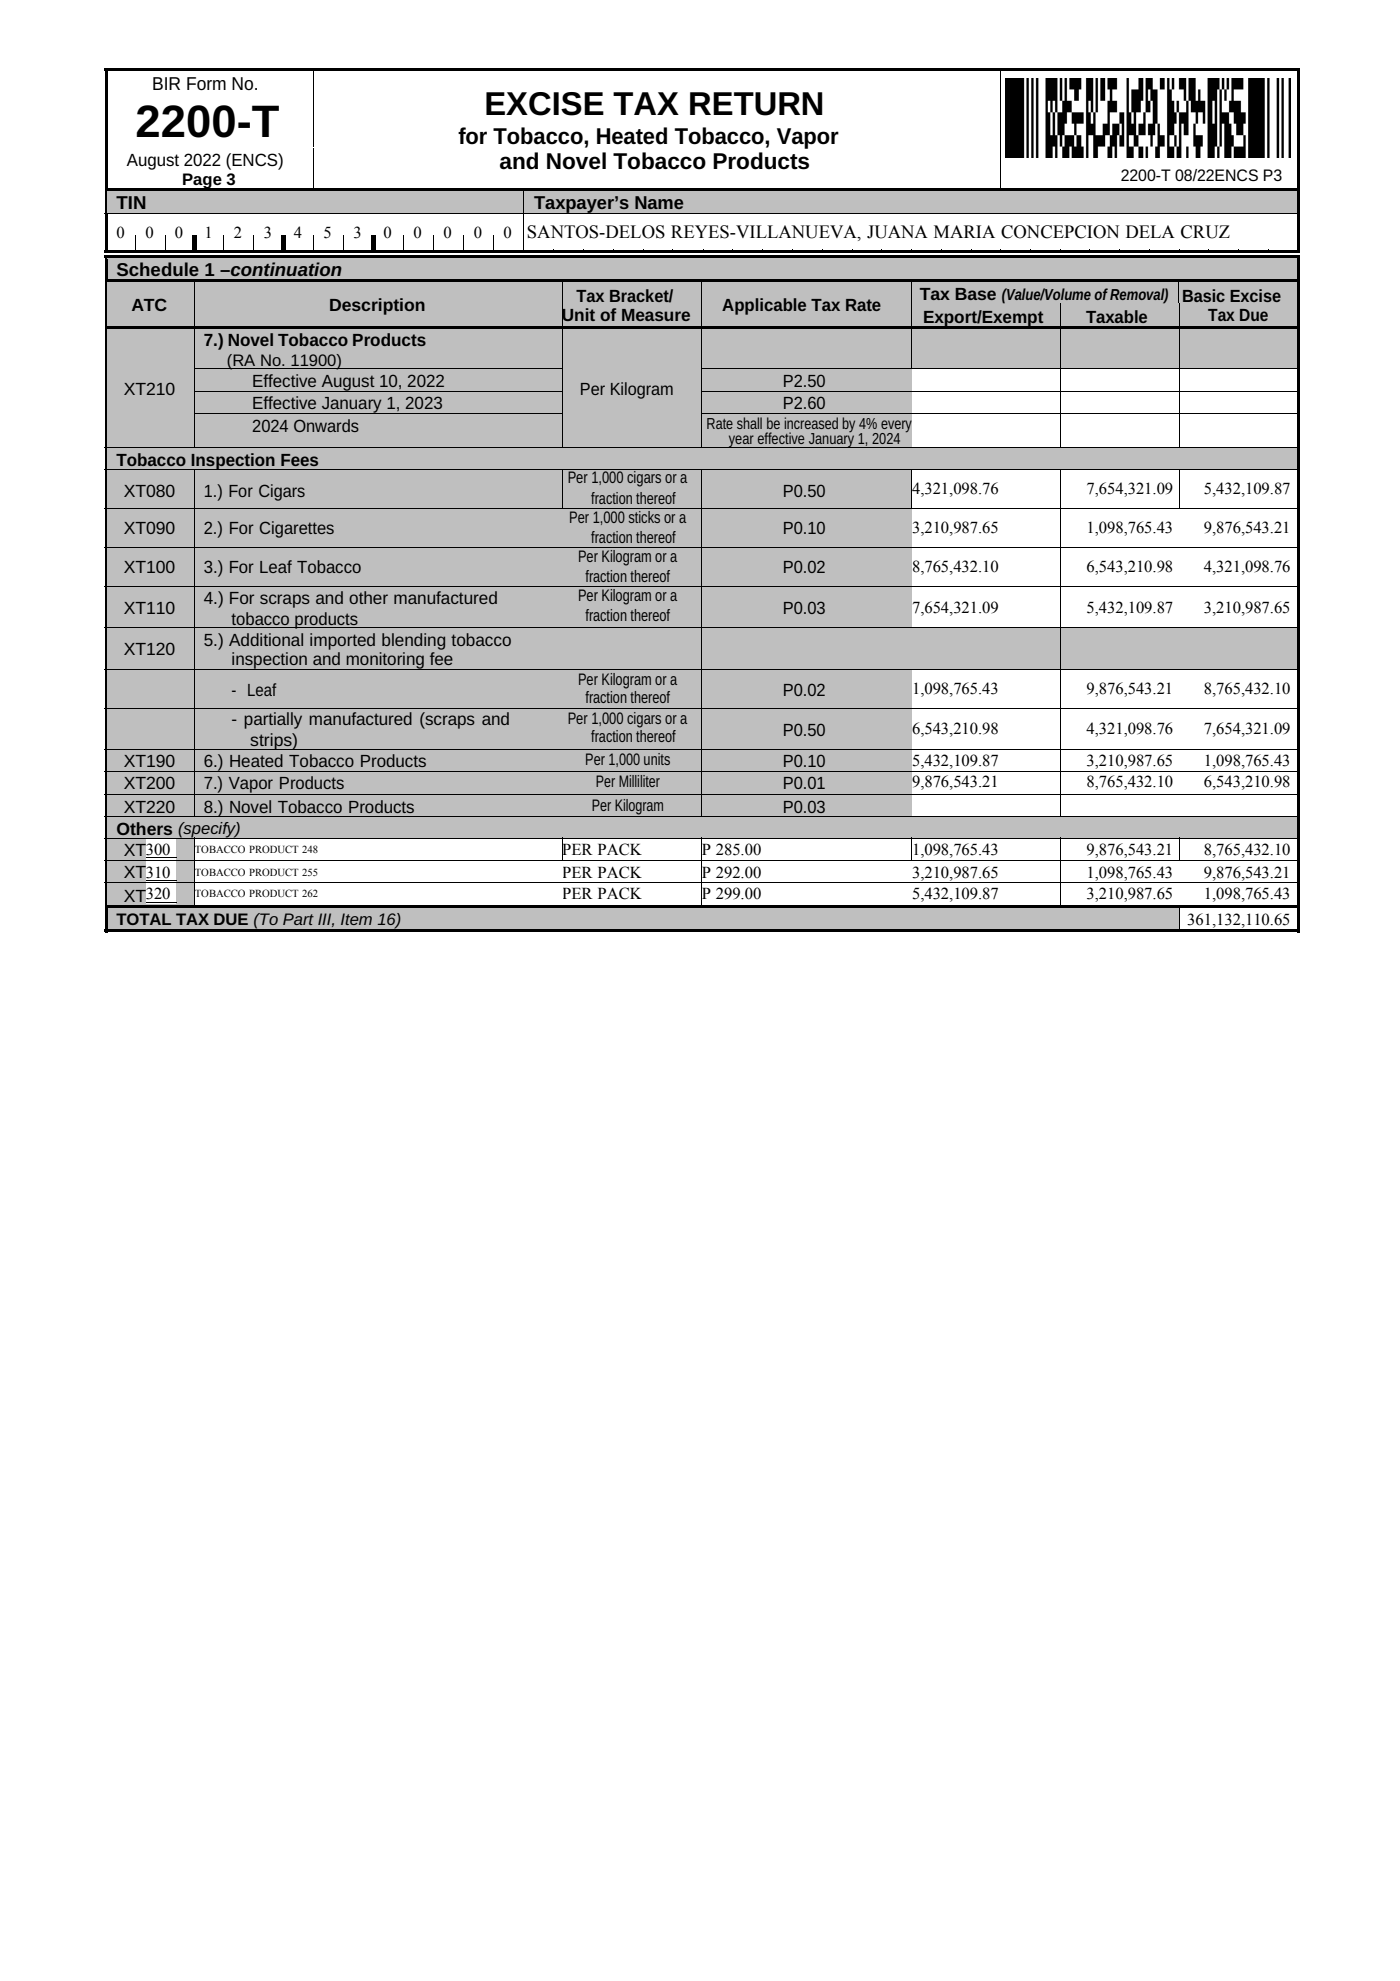 BIR Form No.
2200-T
August 2022 (ENCS)
Page 3
EXCISE TAX RETURN
for Tobacco, Heated Tobacco, Vapor
and Novel Tobacco Products
2200-T 08/22ENCS P3
TIN Taxpayer’s Name
0 0 0 1 2 3 4 5 3 0 0 0 0 0 SANTOS-DELOS REYES-VILLANUEVA, JUANA MARIA CONCEPCION DELA CRUZ
Schedule 1 –continuation
ATC Description Tax Bracket/ Unit of Measure Applicable Tax Rate Tax Base (Value/Volume of Removal) Export/Exempt Taxable Basic Excise Tax Due
7.) Novel Tobacco Products
(RA No. 11900)
XT210 Per Kilogram
Effective August 10, 2022 P2.50
Effective January 1, 2023 P2.60
2024 Onwards Rate shall be increased by 4% every
year effective January 1, 2024
Tobacco Inspection Fees
XT080 1.) For Cigars Per 1,000 cigars or a fraction thereof P0.50 4,321,098.76 7,654,321.09 5,432,109.87
XT090 2.) For Cigarettes Per 1,000 sticks or a fraction thereof P0.10 3,210,987.65 1,098,765.43 9,876,543.21
XT100 3.) For Leaf Tobacco Per Kilogram or a fraction thereof P0.02 8,765,432.10 6,543,210.98 4,321,098.76
XT110 4.) For scraps and other manufactured tobacco products Per Kilogram or a fraction thereof P0.03 7,654,321.09 5,432,109.87 3,210,987.65
XT120 5.) Additional imported blending tobacco inspection and monitoring fee
- Leaf Per Kilogram or a fraction thereof P0.02 1,098,765.43 9,876,543.21 8,765,432.10
- partially manufactured (scraps and strips) Per 1,000 cigars or a fraction thereof P0.50 6,543,210.98 4,321,098.76 7,654,321.09
XT190 6.) Heated Tobacco Products Per 1,000 units P0.10 5,432,109.87 3,210,987.65 1,098,765.43
XT200 7.) Vapor Products Per Milliliter P0.01 9,876,543.21 8,765,432.10 6,543,210.98
XT220 8.) Novel Tobacco Products Per Kilogram P0.03
Others (specify)
XT300 TOBACCO PRODUCT 248 PER PACK P 285.00 1,098,765.43 9,876,543.21 8,765,432.10
XT310 TOBACCO PRODUCT 255 PER PACK P 292.00 3,210,987.65 1,098,765.43 9,876,543.21
XT320 TOBACCO PRODUCT 262 PER PACK P 299.00 5,432,109.87 3,210,987.65 1,098,765.43
TOTAL TAX DUE (To Part III, Item 16) 361,132,110.65